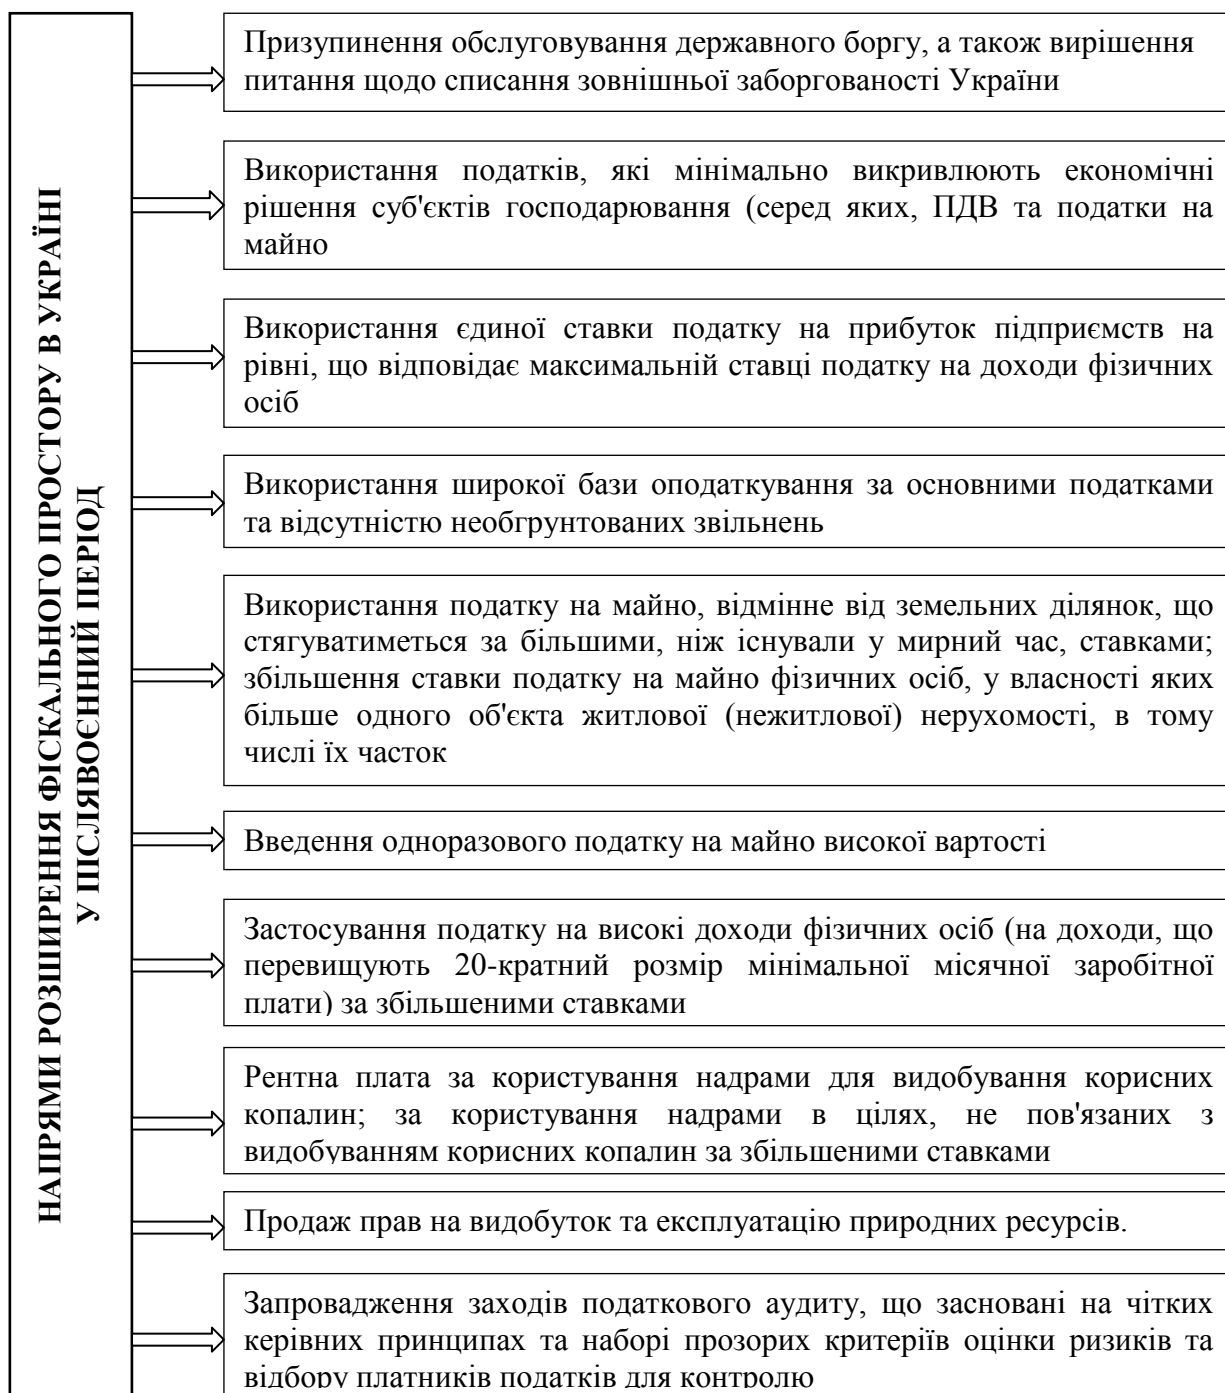 НАПРЯМИ РОЗШИРЕННЯ ФІСКАЛЬНОГО ПРОСТОРУ В УКРАЇНІ
У ПІСЛЯВОЄННИЙ ПЕРІОД
Призупинення обслуговування державного боргу, а також вирішення
питання щодо списання зовнішньої заборгованості України
Використання податків, які мінімально викривлюють економічні
рішення суб'єктів господарювання (серед яких, ПДВ та податки на
майно
Використання єдиної ставки податку на прибуток підприємств на
рівні, що відповідає максимальній ставці податку на доходи фізичних
осіб
Використання широкої бази оподаткування за основними податками
та відсутністю необгрунтованих звільнень
Використання податку на майно, відмінне від земельних ділянок, що
стягуватиметься за більшими, ніж існували у мирний час, ставками;
збільшення ставки податку на майно фізичних осіб, у власності яких
більше одного об'єкта житлової (нежитлової) нерухомості, в тому
числі їх часток
Введення одноразового податку на майно високої вартості
Застосування податку на високі доходи фізичних осіб (на доходи, що
перевищують 20-кратний розмір мінімальної місячної заробітної
плати) за збільшеними ставками
Рентна плата за користування надрами для видобування корисних
копалин; за користування надрами в цілях, не пов'язаних з
видобуванням корисних копалин за збільшеними ставками
Продаж прав на видобуток та експлуатацію природних ресурсів.
Запровадження заходів податкового аудиту, що засновані на чітких
керівних принципах та наборі прозорих критеріїв оцінки ризиків та
відбору платників податків для контролю